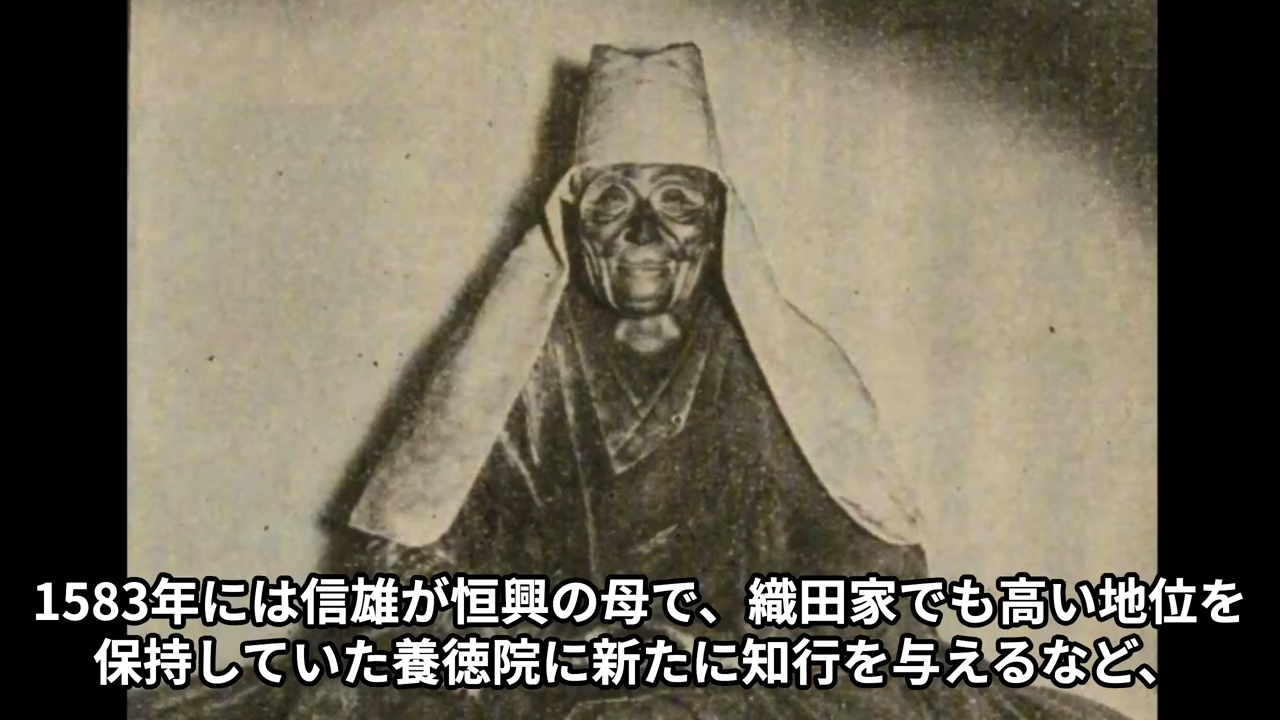 1583年には信雄が恒興の母で、織田家でも高い地位を
保持していた養徳院に新たに知行を与えるなど、